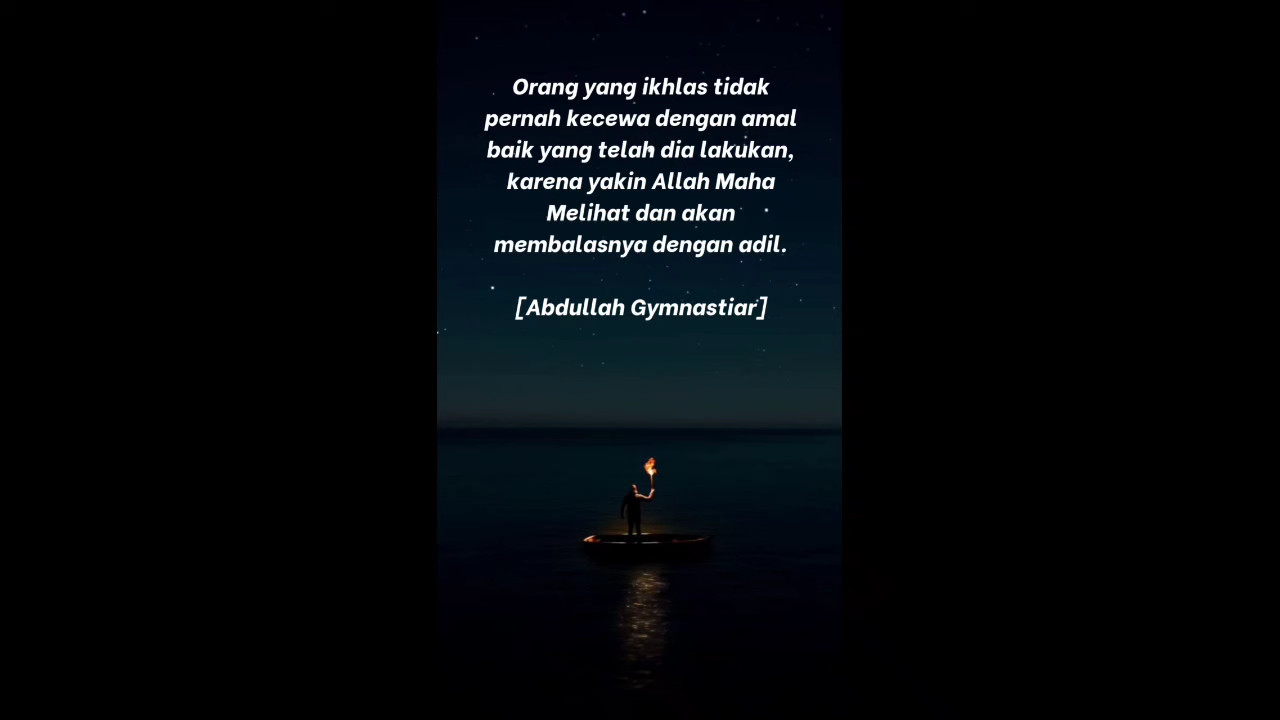 Orang yang ikhlas tidak
pernah kecewa dengan amal
baik yang telah dia lakukan,
karena yakin Allah Maha
Melihat dan akan
membalasnya dengan adil.
[Abdullah Gymnastiar]